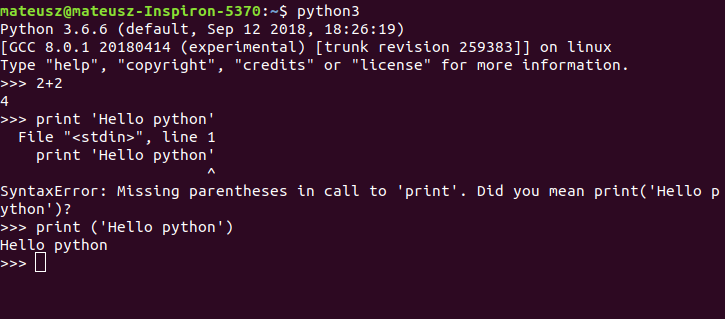 mateusz@mateusz-Inspiron-5370:~$ python3
Python 3.6.6 (default, Sep 12 2018, 18:26:19)
[GCC 8.0.1 20180414 (experimental) [trunk revision 259383]] on linux
Type "help", "copyright", "credits" or "license" for more information.
>>> 2+2
4
>>> print 'Hello python'
  File "<stdin>", line 1
    print 'Hello python'
                       ^
SyntaxError: Missing parentheses in call to 'print'. Did you mean print('Hello p
ython')?
>>> print ('Hello python')
Hello python
>>>